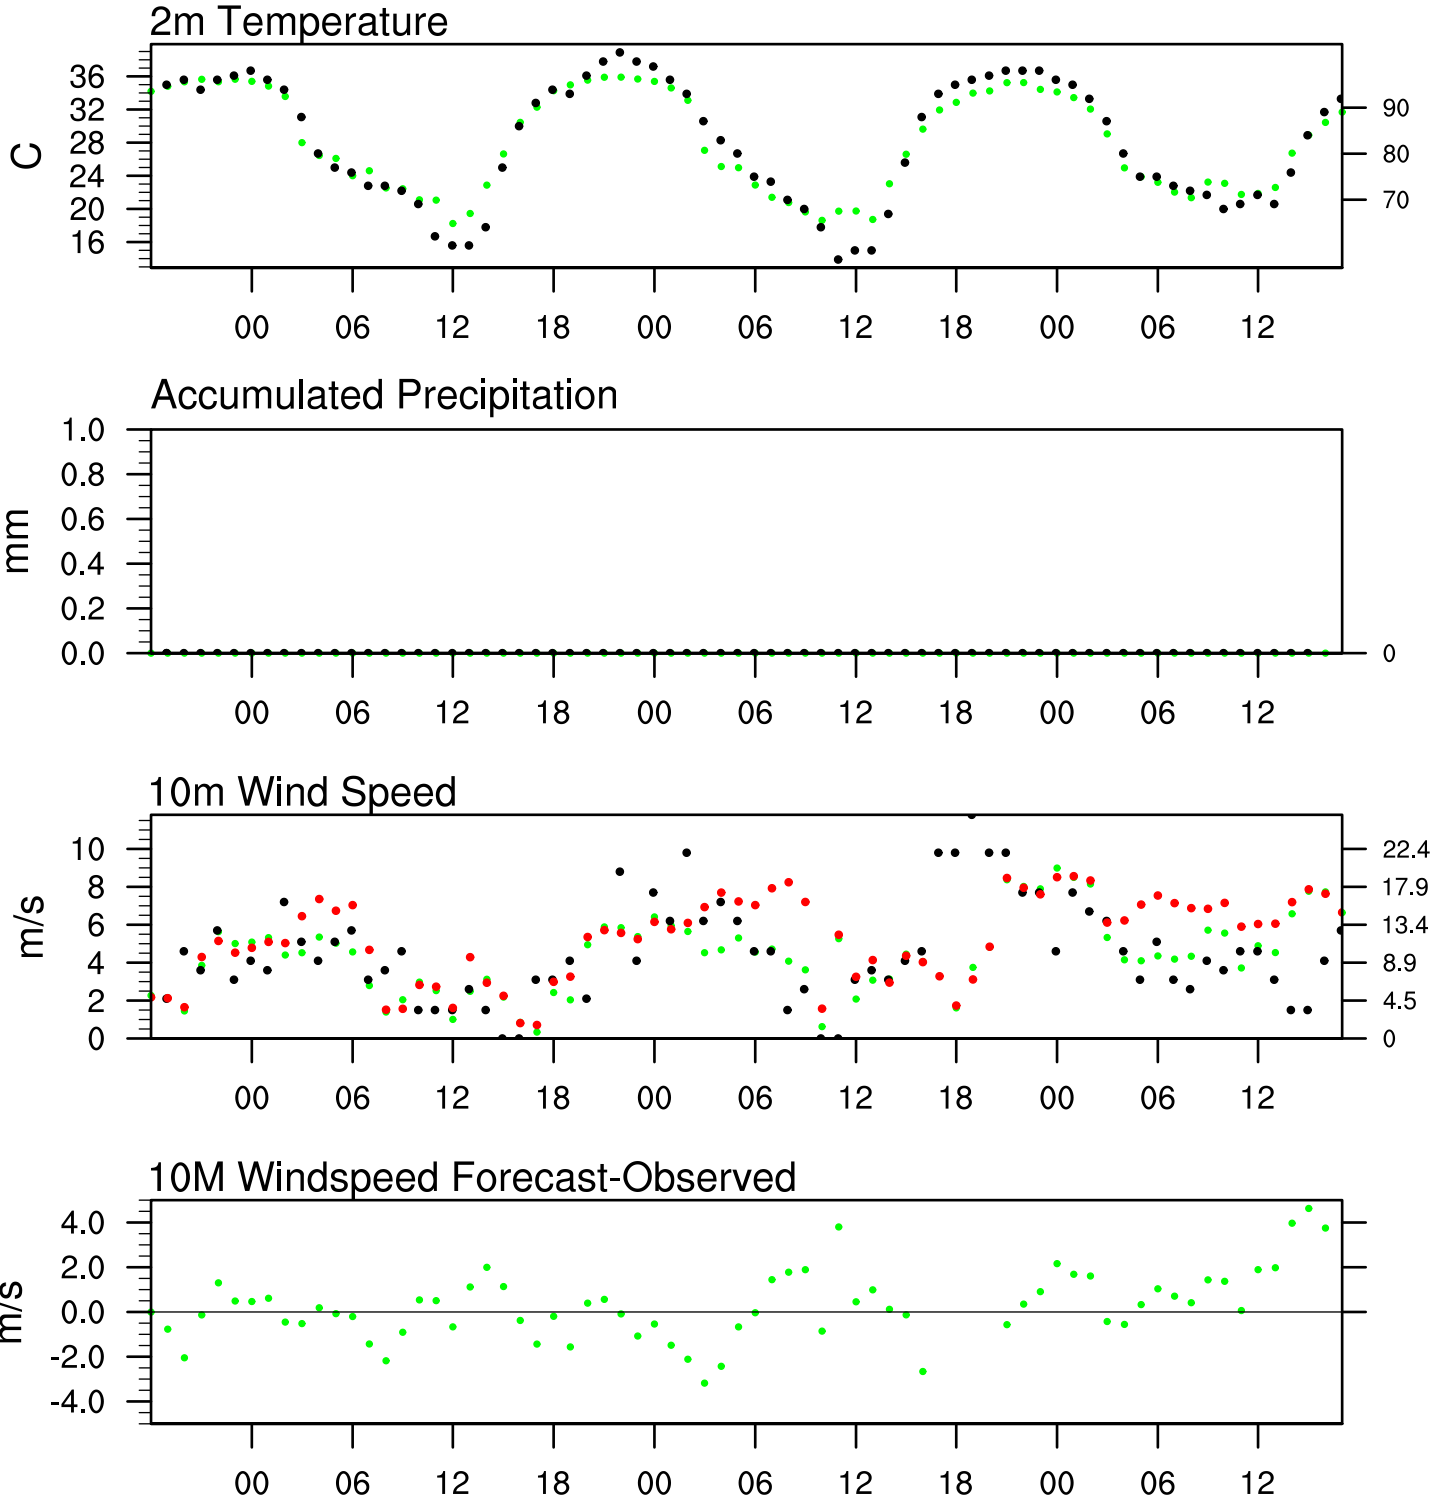 2m Temperature
36
32
28
24
20
16
C
90
80
70
00 06 12 18 00 06 12 18 00 06 12
Accumulated Precipitation
1.0
0.8
0.6
0.4
0.2
0.0
mm
0
00 06 12 18 00 06 12 18 00 06 12
10m Wind Speed
10
8
6
4
2
0
m/s
22.4
17.9
13.4
8.9
4.5
0
00 06 12 18 00 06 12 18 00 06 12
10M Windspeed Forecast-Observed
4.0
2.0
0.0
-2.0
-4.0
m/s
00 06 12 18 00 06 12 18 00 06 12